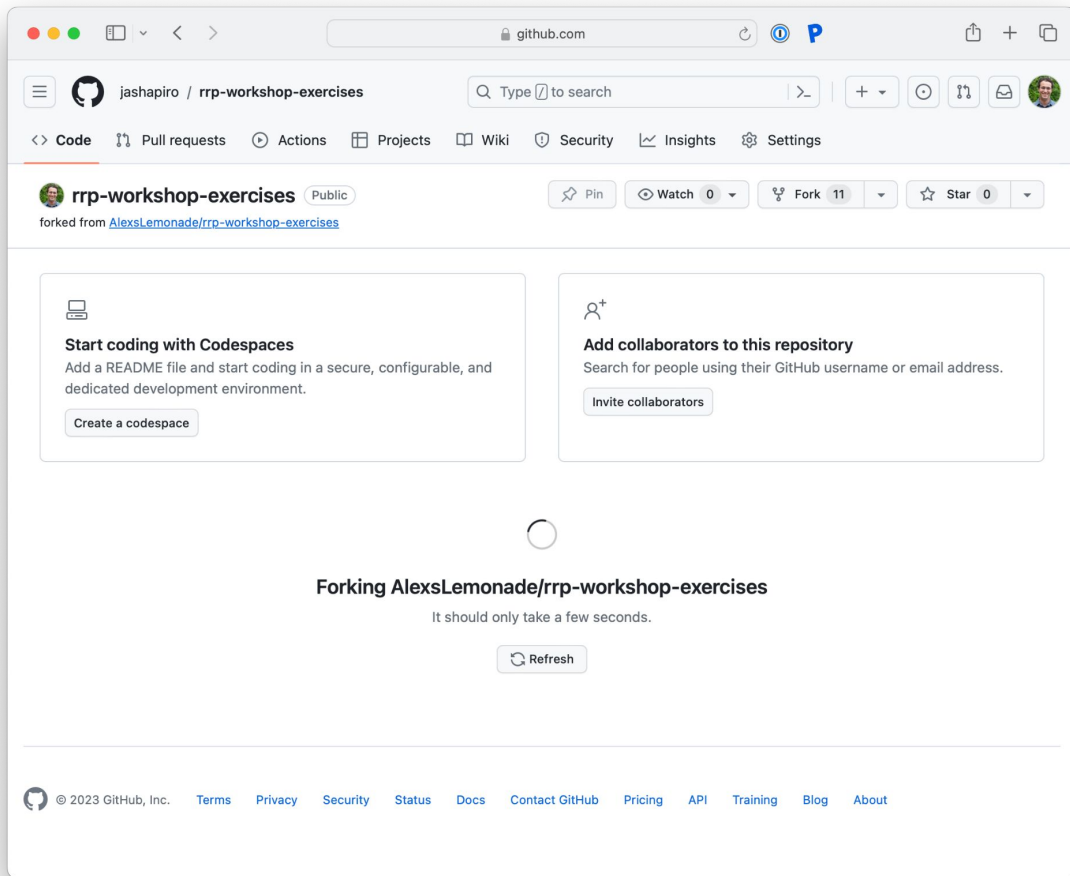 github.com
jashapiro / rrp-workshop-exercises
Type / to search
Code Pull requests Actions Projects Wiki Security Insights Settings
rrp-workshop-exercises Public
Pin Watch 0 Fork 11 Star 0
forked from AlexsLemonade/rrp-workshop-exercises
Start coding with Codespaces
Add a README file and start coding in a secure, configurable, and
dedicated development environment.
Create a codespace
Add collaborators to this repository
Search for people using their GitHub username or email address.
Invite collaborators
Forking AlexsLemonade/rrp-workshop-exercises
It should only take a few seconds.
Refresh
© 2023 GitHub, Inc. Terms Privacy Security Status Docs Contact GitHub Pricing API Training Blog About